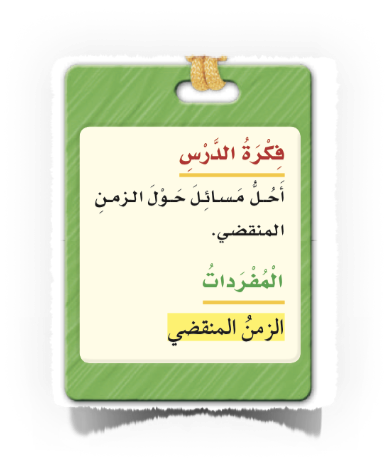 فِكْرَةُ الدَّرْسِ
أَحُلُّ مَسائِلَ حَوْلَ الزمنِ
المنقضي.
الْمُفْرَداتُ
الزمنُ المنقضي